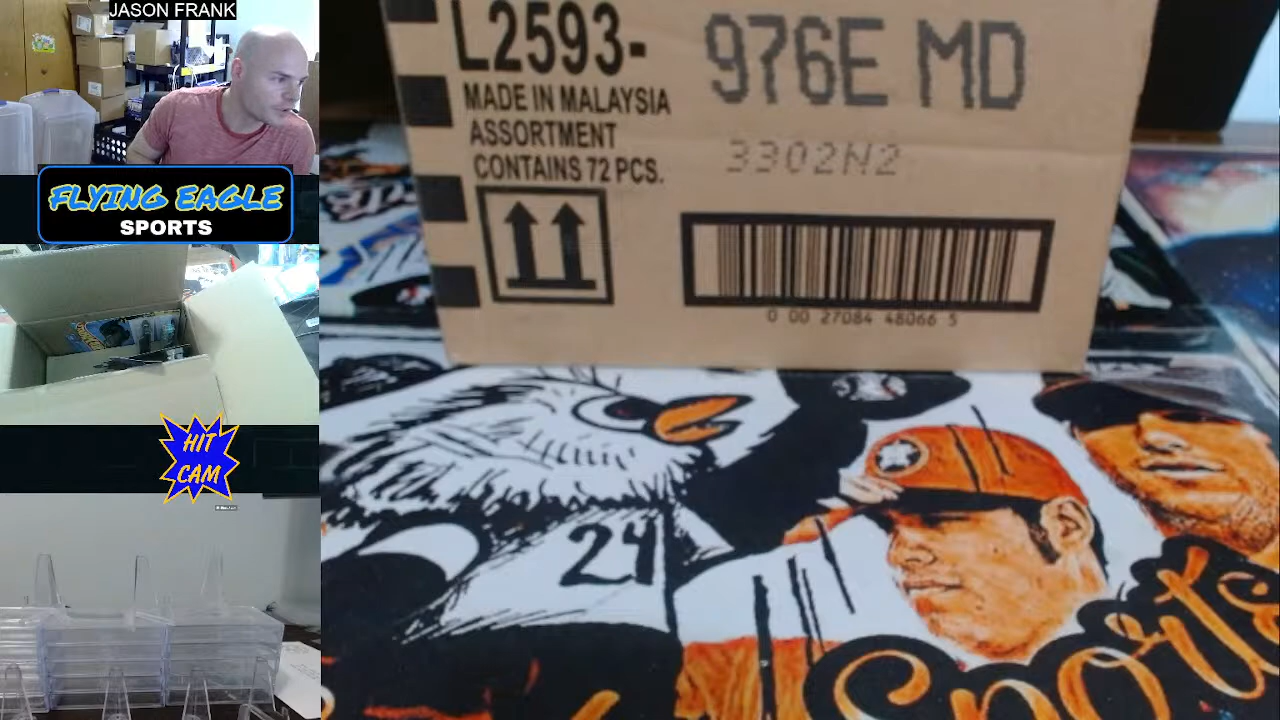 JASON FRANK
FLYING EAGLE
SPORTS
HIT
CAM
L2593-
976E MD
MADE IN MALAYSIA
ASSORTMENT
CONTAINS 72 PCS.
3302N2
0 00 27084 48066 5
24
Sports